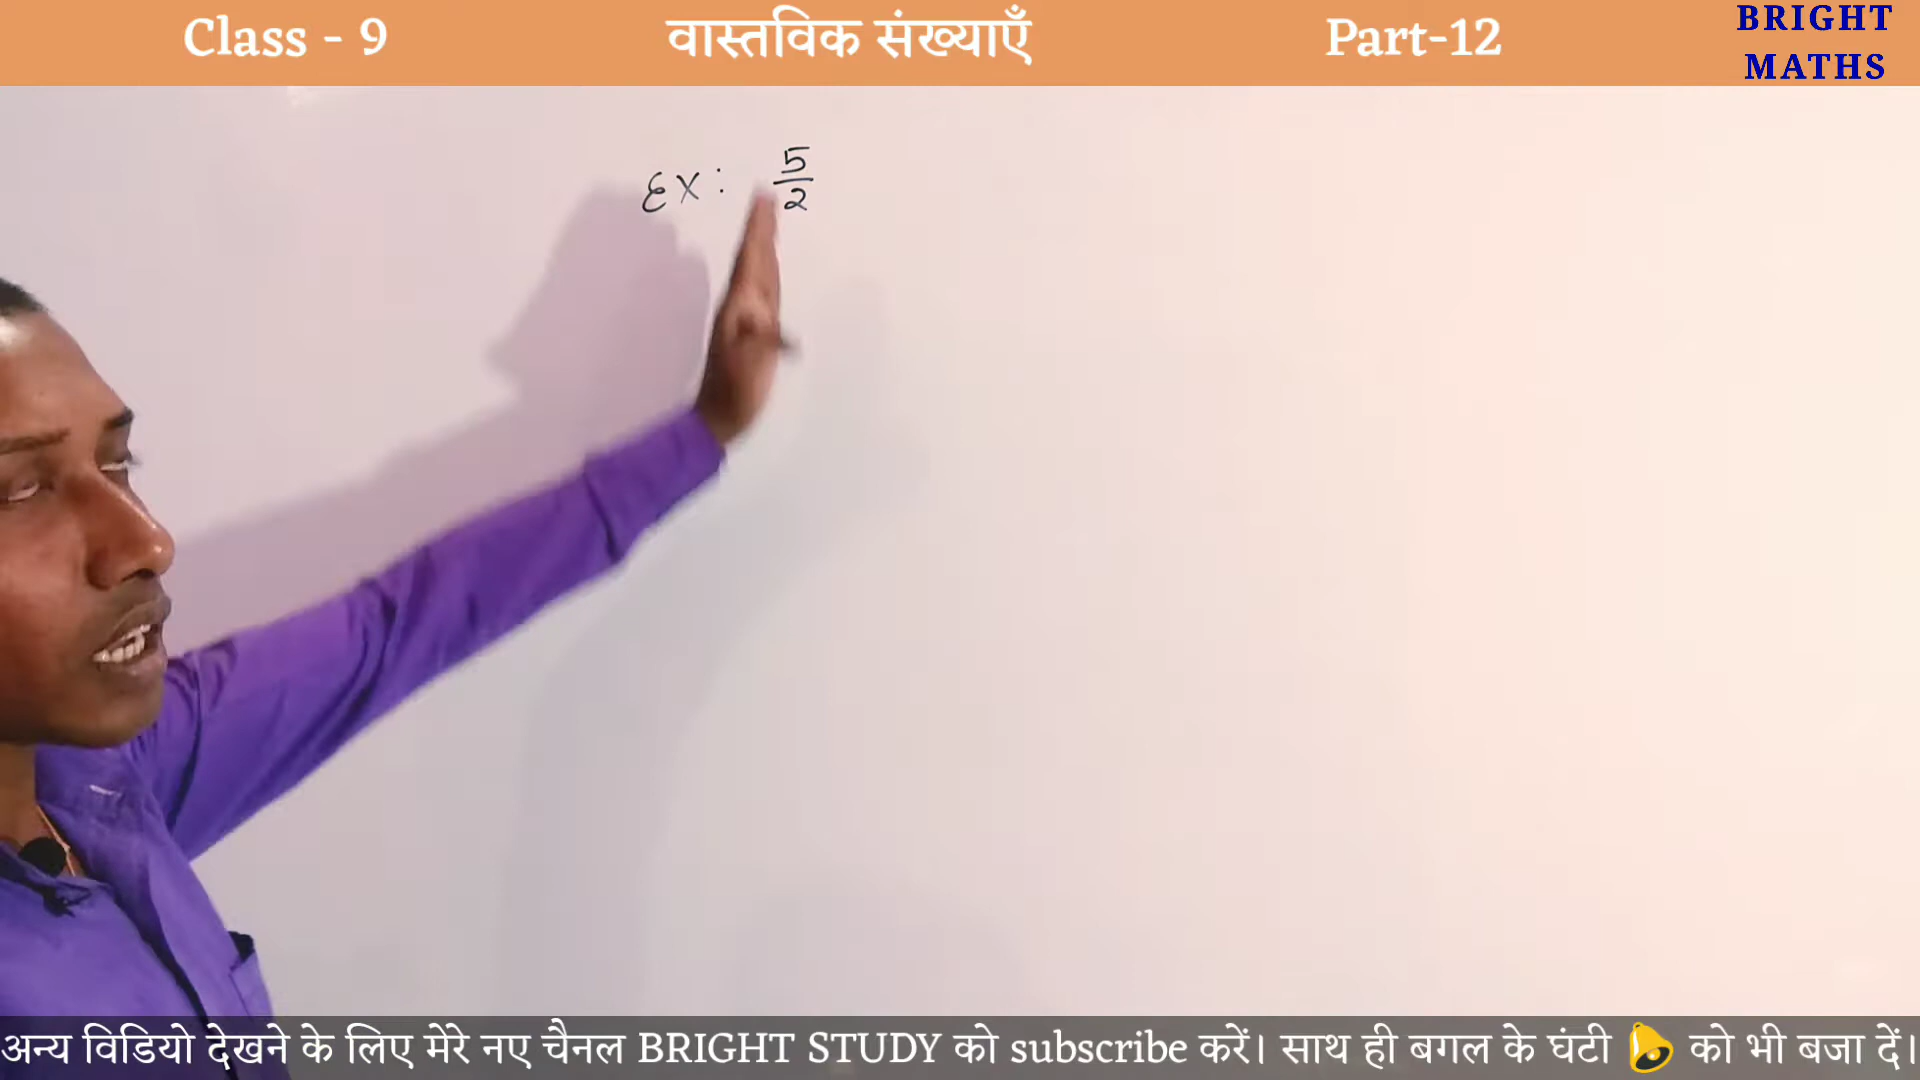 Class - 9 वास्तविक संख्याएँ Part-12 BRIGHT
MATHS
Ex: 5/2
अन्य विडियो देखने के लिए मेरे नए चैनल BRIGHT STUDY को subscribe करें। साथ ही बगल के घंटी 🔔 को भी बजा दें।